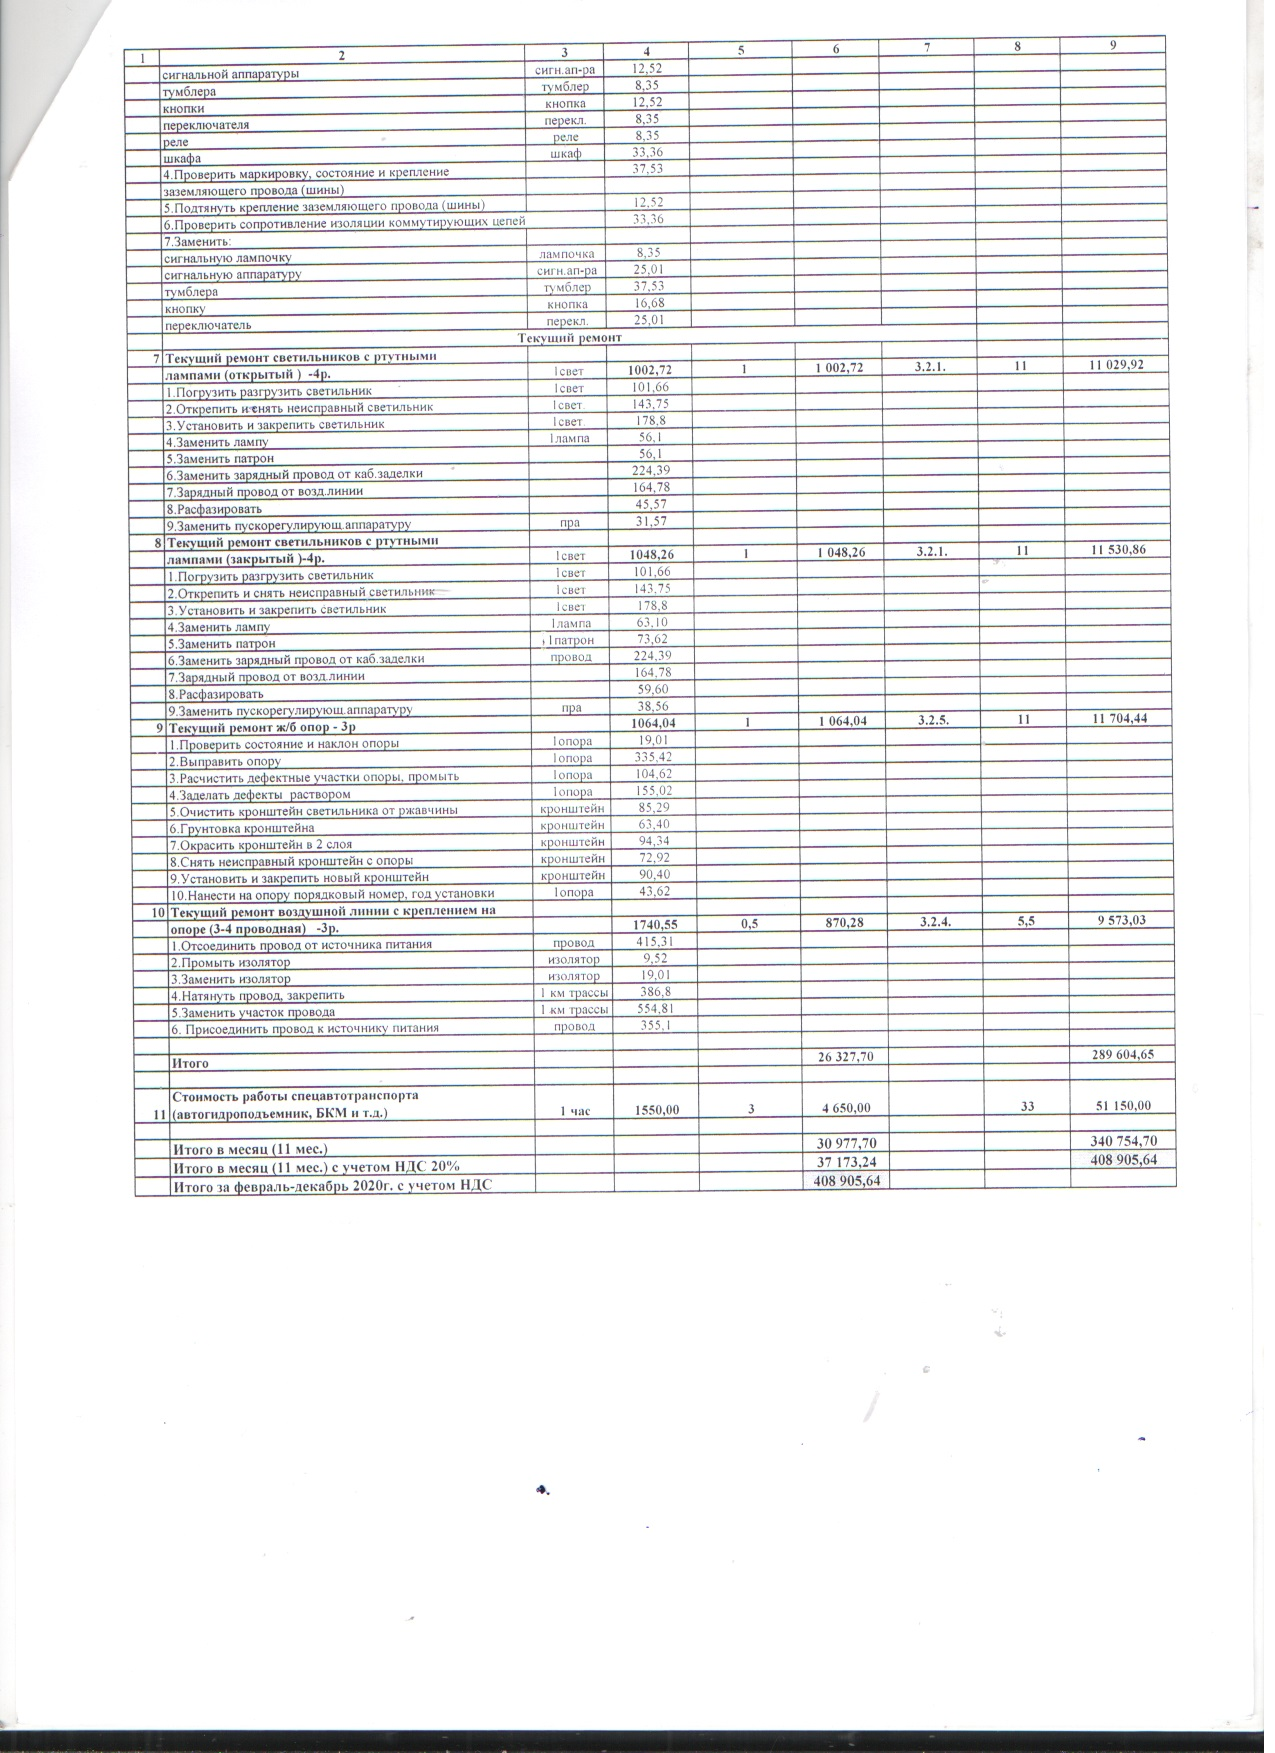 1 2 3 4 5 6 7 8 9
сигнальной аппаратуры сигн.ап-ра 12,52
тумблера тумблер 8,35
кнопки кнопка 12,52
переключателя перекл. 8,35
реле реле 8,35
шкафа шкаф 33,36
4.Проверить маркировку, состояние и крепление 37,53
заземляющего провода (шины)
5.Подтянуть крепление заземляющего провода (шины) 12,52
6.Проверить сопротивление изоляции коммутирующих цепей 33,36
7.Заменить:
сигнальную лампочку лампочка 8,35
сигнальную аппаратуру сигн.ап-ра 25,01
тумблера тумблер 37,53
кнопку кнопка 16,68
переключатель перекл. 25,01
Текущий ремонт
7 Текущий ремонт светильников с ртутными
лампами (открытый ) -4р. 1свет 1002,72 1 1 002,72 3.2.1. 11 11 029,92
1.Погрузить разгрузить светильник 1свет 101,66
2.Открепить и снять неисправный светильник 1свет. 143,75
3.Установить и закрепить светильник 1свет. 178,8
4.Заменить лампу 1лампа 56,1
5.Заменить патрон 56,1
6.Заменить зарядный провод от каб.заделки 224,39
7.Зарядный провод от возд.линии 164,78
8.Расфазировать 45,57
9.Заменить пускорегулирующ.аппаратуру пра 31,57
8 Текущий ремонт светильников с ртутными
лампами (закрытый )-4р. 1свет 1048,26 1 1 048,26 3.2.1. 11 11 530,86
1.Погрузить разгрузить светильник 1свет 101,66
2.Открепить и снять неисправный светильник 1свет 143,75
3.Установить и закрепить светильник 1свет 178,8
4.Заменить лампу 1лампа 63,10
5.Заменить патрон 1патрон 73,62
6.Заменить зарядный провод от каб.заделки провод 224,39
7.Зарядный провод от возд.линии 164,78
8.Расфазировать 59,60
9.Заменить пускорегулирующ.аппаратуру пра 38,56
9 Текущий ремонт ж/б опор - 3р 1064,04 1 1 064,04 3.2.5. 11 11 704,44
1.Проверить состояние и наклон опоры 1опора 19,01
2.Выправить опору 1опора 335,42
3.Расчистить дефектные участки опоры, промыть 1опора 104,62
4.Заделать дефекты раствором 1опора 155,02
5.Очистить кронштейн светильника от ржавчины кронштейн 85,29
6.Грунтовка кронштейна кронштейн 63,40
7.Окрасить кронштейн в 2 слоя кронштейн 94,34
8.Снять неисправный кронштейн с опоры кронштейн 72,92
9.Установить и закрепить новый кронштейн кронштейн 90,40
10.Нанести на опору порядковый номер, год установки 1опора 43,62
10 Текущий ремонт воздушной линии с креплением на
опоре (3-4 проводная) -3р. 1740,55 0,5 870,28 3.2.4. 5,5 9 573,03
1.Отсоединить провод от источника питания провод 415,31
2.Промыть изолятор изолятор 9,52
3.Заменить изолятор изолятор 19,01
4.Натянуть провод, закрепить 1 км трассы 386,8
5.Заменить участок провода 1 км трассы 554,81
6. Присоединить провод к источнику питания провод 355,1
Итого 26 327,70 289 604,65
Стоимость работы спецавтотранспорта
11 (автогидроподъемник, БКМ и т.д.) 1 час 1550,00 3 4 650,00 33 51 150,00
Итого в месяц (11 мес.) 30 977,70 340 754,70
Итого в месяц (11 мес.) с учетом НДС 20% 37 173,24 408 905,64
Итого за февраль-декабрь 2020г. с учетом НДС 408 905,64